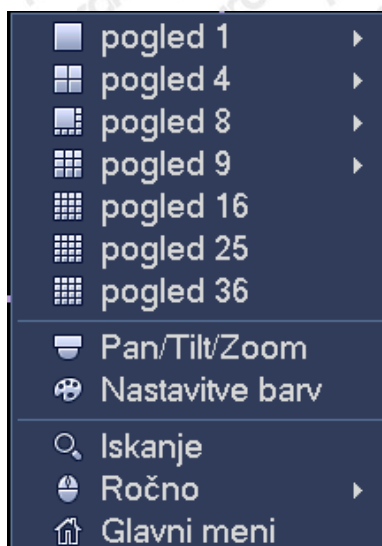 pogled 1
pogled 4
pogled 8
pogled 9
pogled 16
pogled 25
pogled 36
Pan/Tilt/Zoom
Nastavitve barv
Iskanje
Ročno
Glavni meni